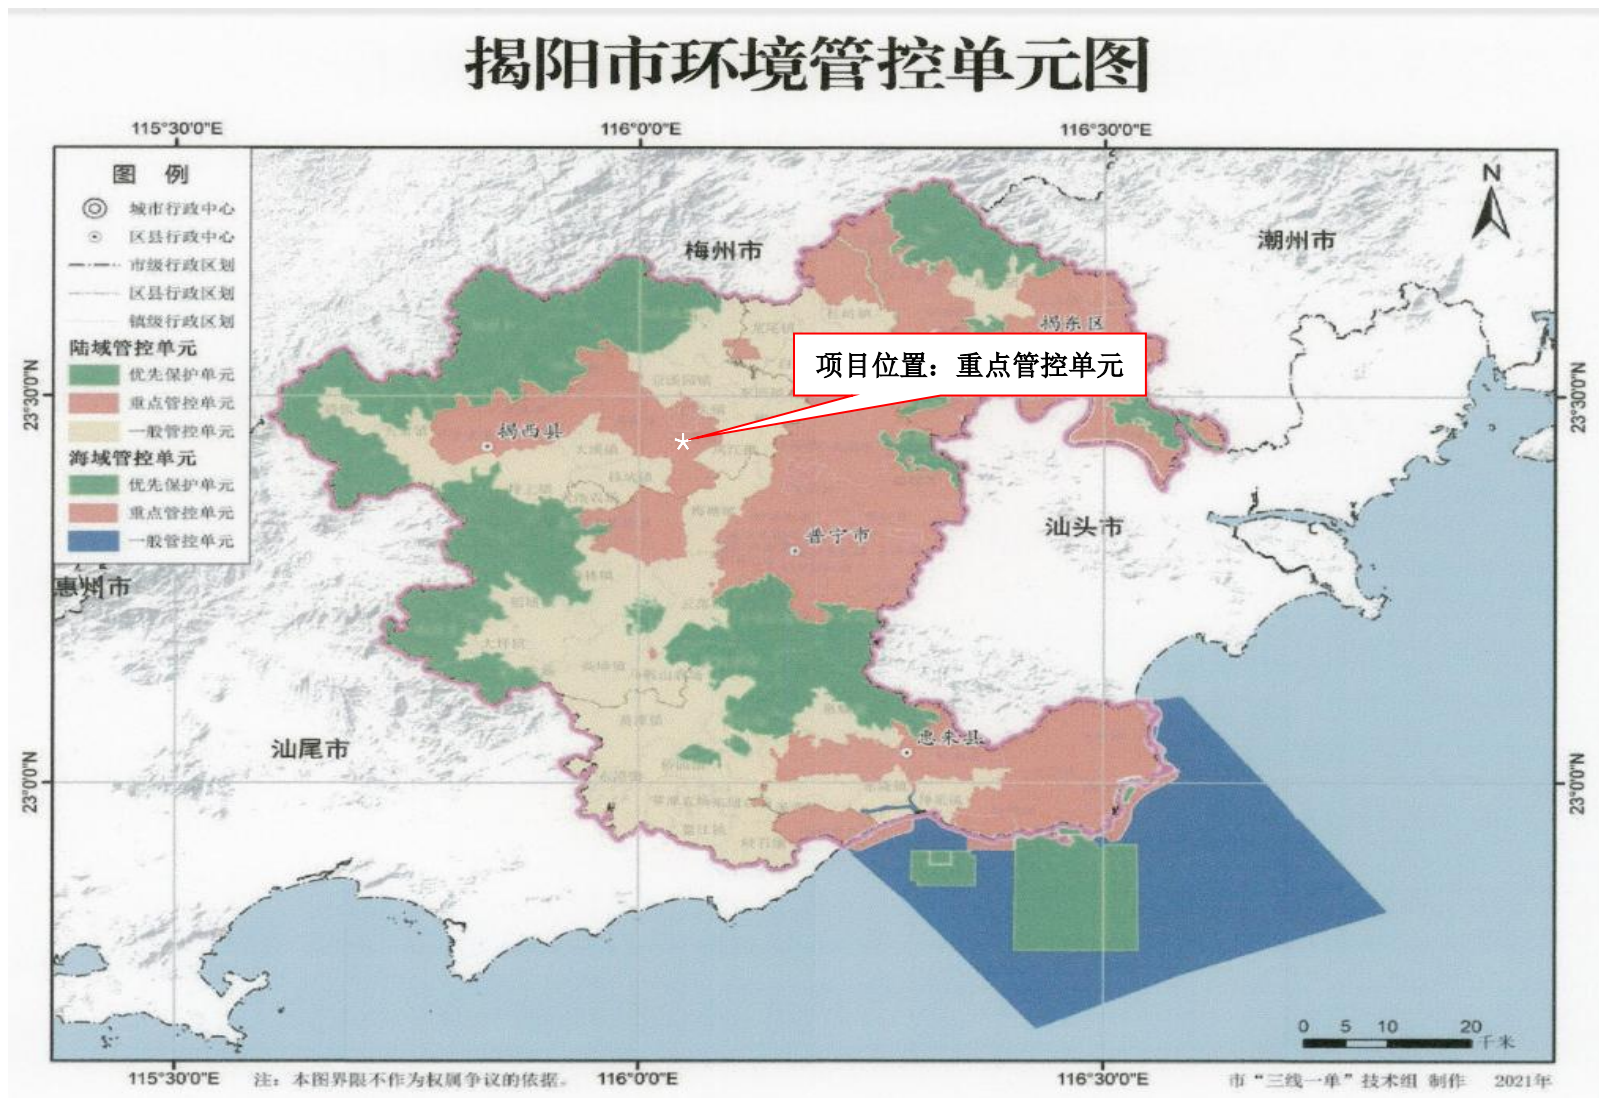 揭阳市环境管控单元图
115°30'0"E
116°0'0"E
116°30'0"E
图 例
城市行政中心
区县行政中心
市级行政区划
区县行政区划
镇级行政区划
陆域管控单元
优先保护单元
重点管控单元
一般管控单元
海域管控单元
优先保护单元
重点管控单元
一般管控单元
N
梅州市
潮州市
揭东区
龙尾镇
项目位置：重点管控单元
23°30'0"N
23°30'0"N
揭西县
普宁市
汕头市
惠州市
大坪镇
汕尾市
惠来县
23°0'0"N
23°0'0"N
0 5 10 20
千米
115°30'0"E
注：本图界限不作为权属争议的依据。
116°0'0"E
116°30'0"E
市“三线一单”技术组 制作 2021年